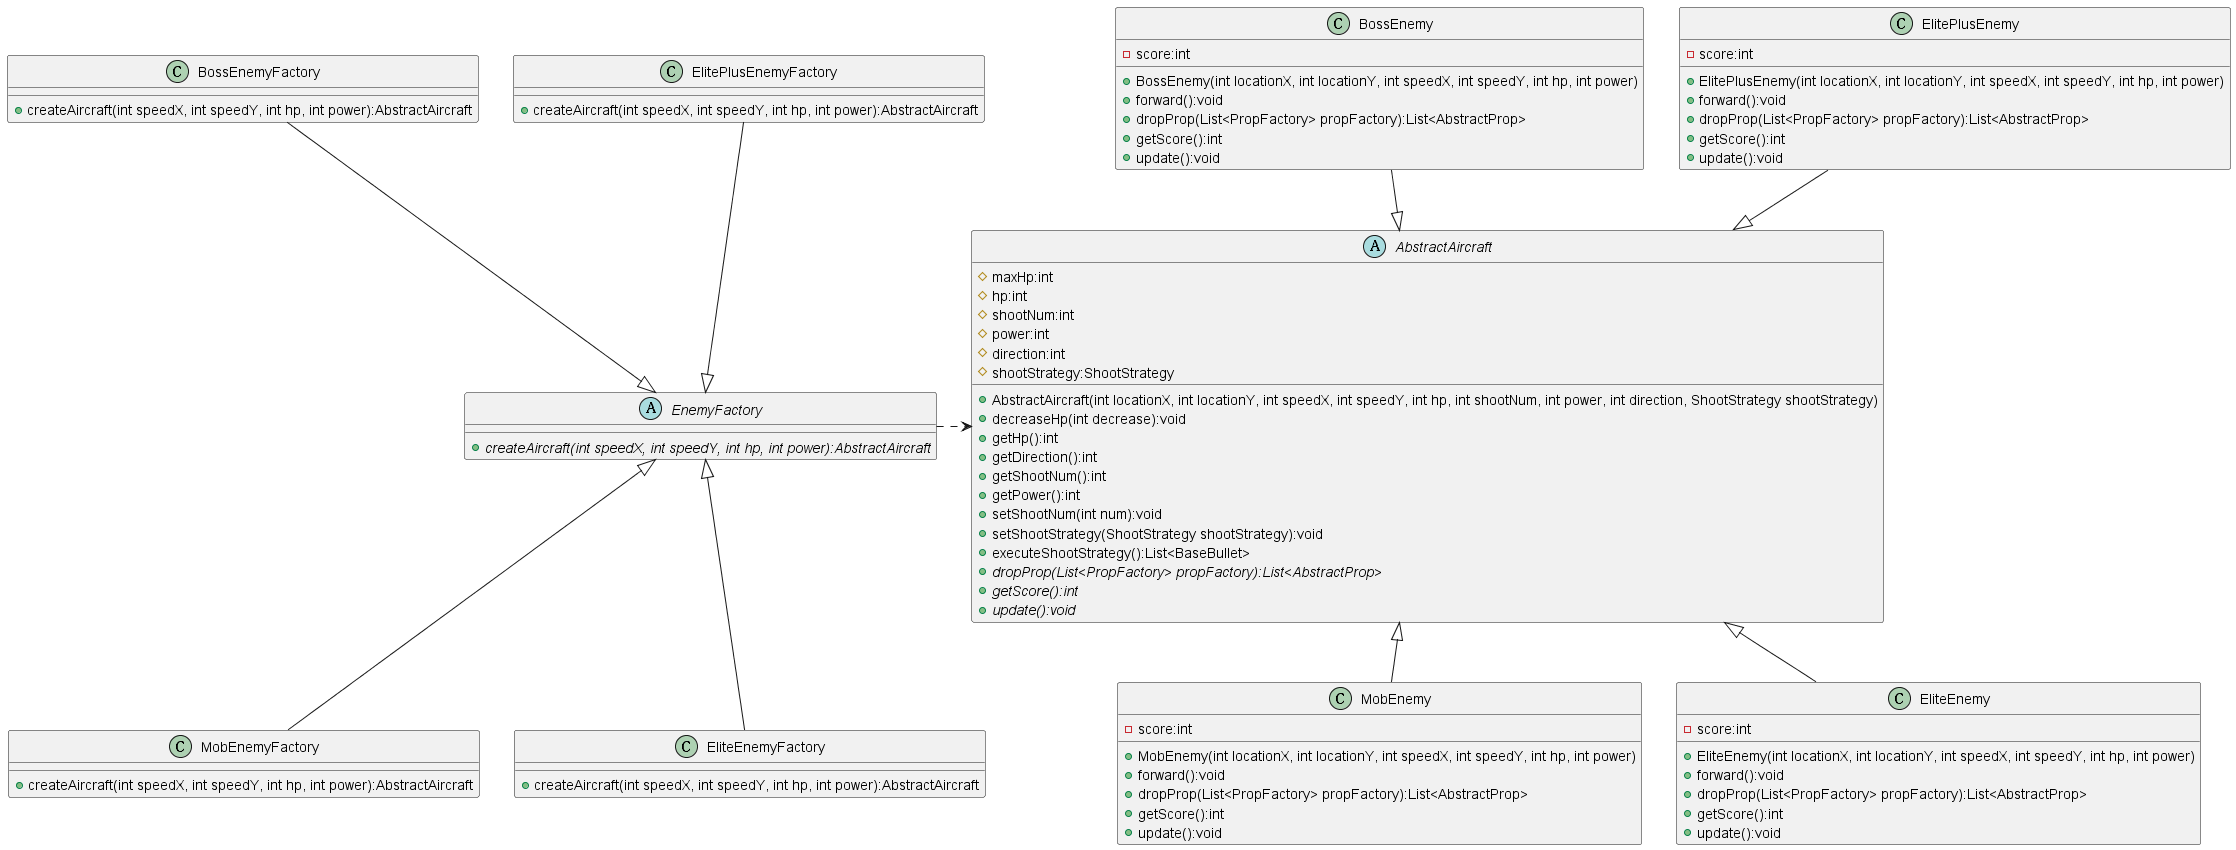 C BossEnemyFactory
createAircraft(int speedX, int speedY, int hp, int power):AbstractAircraft
C ElitePlusEnemyFactory
createAircraft(int speedX, int speedY, int hp, int power):AbstractAircraft
C BossEnemy
score:int
BossEnemy(int locationX, int locationY, int speedX, int speedY, int hp, int power)
forward():void
dropProp(List<PropFactory> propFactory):List<AbstractProp>
getScore():int
update():void
C ElitePlusEnemy
score:int
ElitePlusEnemy(int locationX, int locationY, int speedX, int speedY, int hp, int power)
forward():void
dropProp(List<PropFactory> propFactory):List<AbstractProp>
getScore():int
update():void
A EnemyFactory
createAircraft(int speedX, int speedY, int hp, int power):AbstractAircraft
A AbstractAircraft
maxHp:int
hp:int
shootNum:int
power:int
direction:int
shootStrategy:ShootStrategy
AbstractAircraft(int locationX, int locationY, int speedX, int speedY, int hp, int shootNum, int power, int direction, ShootStrategy shootStrategy)
decreaseHp(int decrease):void
getHp():int
getDirection():int
getShootNum():int
getPower():int
setShootNum(int num):void
setShootStrategy(ShootStrategy shootStrategy):void
executeShootStrategy():List<BaseBullet>
dropProp(List<PropFactory> propFactory):List<AbstractProp>
getScore():int
update():void
C MobEnemyFactory
createAircraft(int speedX, int speedY, int hp, int power):AbstractAircraft
C EliteEnemyFactory
createAircraft(int speedX, int speedY, int hp, int power):AbstractAircraft
C MobEnemy
score:int
MobEnemy(int locationX, int locationY, int speedX, int speedY, int hp, int power)
forward():void
dropProp(List<PropFactory> propFactory):List<AbstractProp>
getScore():int
update():void
C EliteEnemy
score:int
EliteEnemy(int locationX, int locationY, int speedX, int speedY, int hp, int power)
forward():void
dropProp(List<PropFactory> propFactory):List<AbstractProp>
getScore():int
update():void